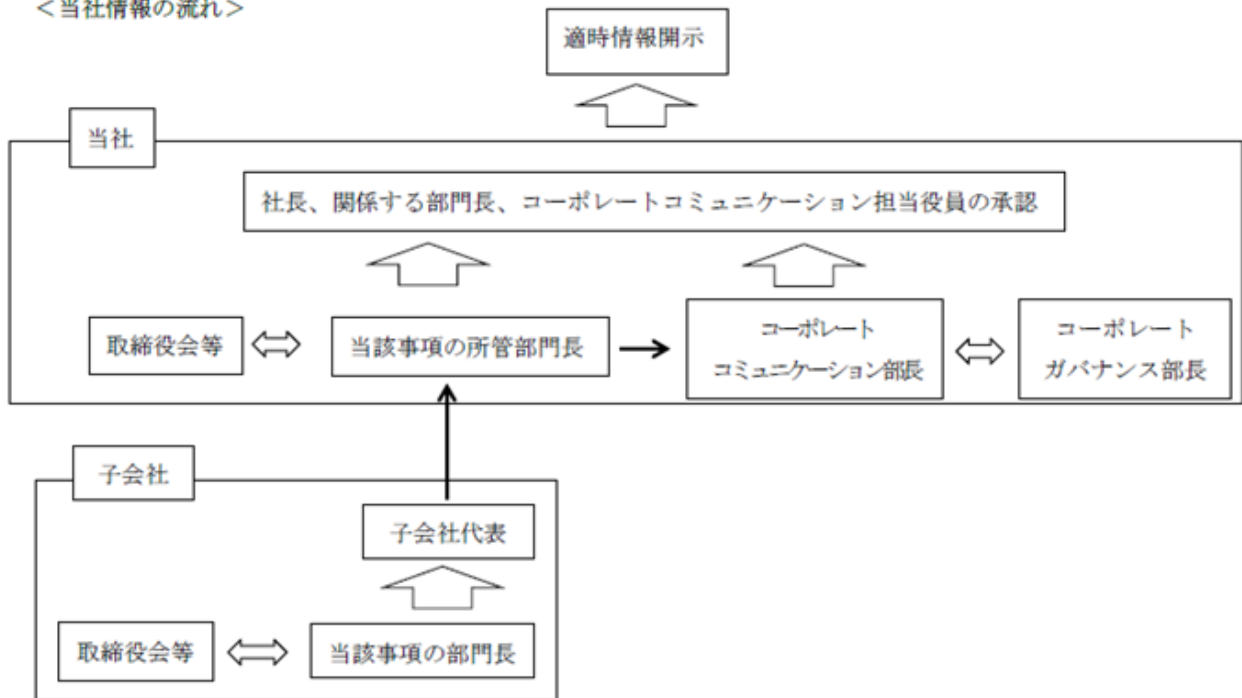 <当社情報の流れ>
適時情報開示
当社
社長、関係する部門長、コーポレートコミュニケーション担当役員の承認
取締役会等
当該事項の所管部門長
コーポレート
コミュニケーション部長
コーポレート
ガバナンス部長
子会社
子会社代表
取締役会等
当該事項の部門長